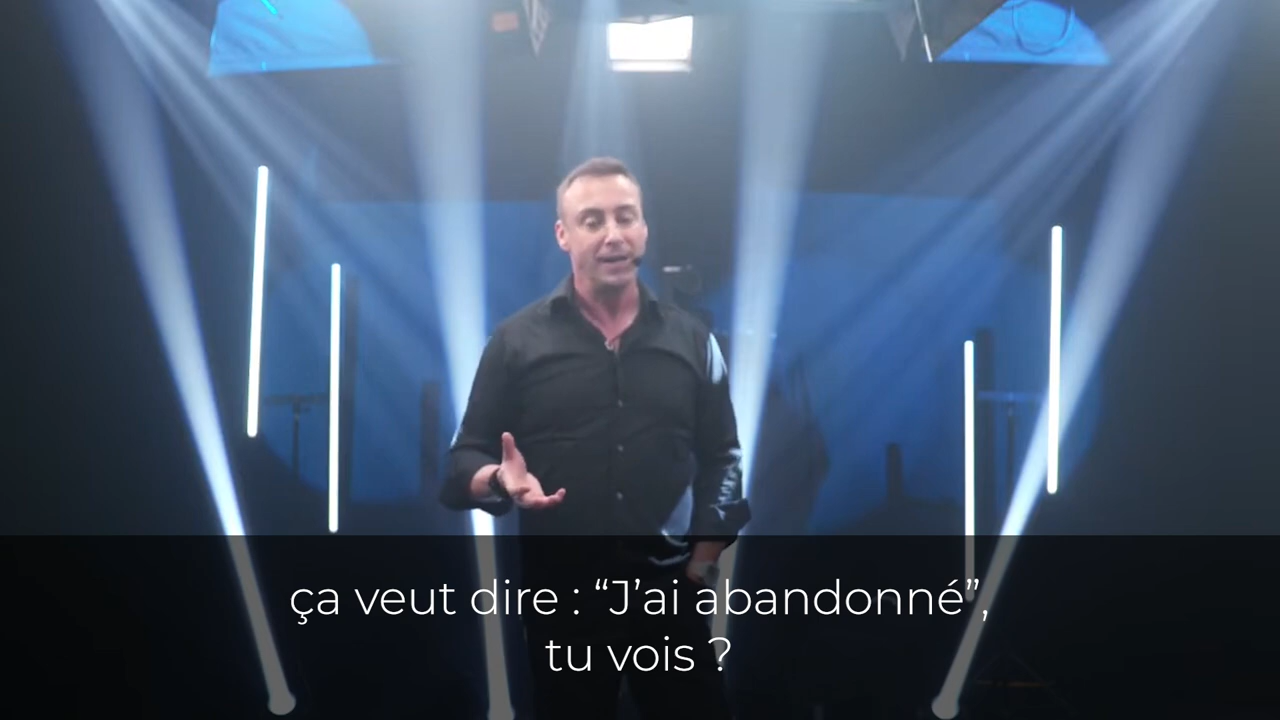 ça veut dire : “J’ai abandonné”,
tu vois ?